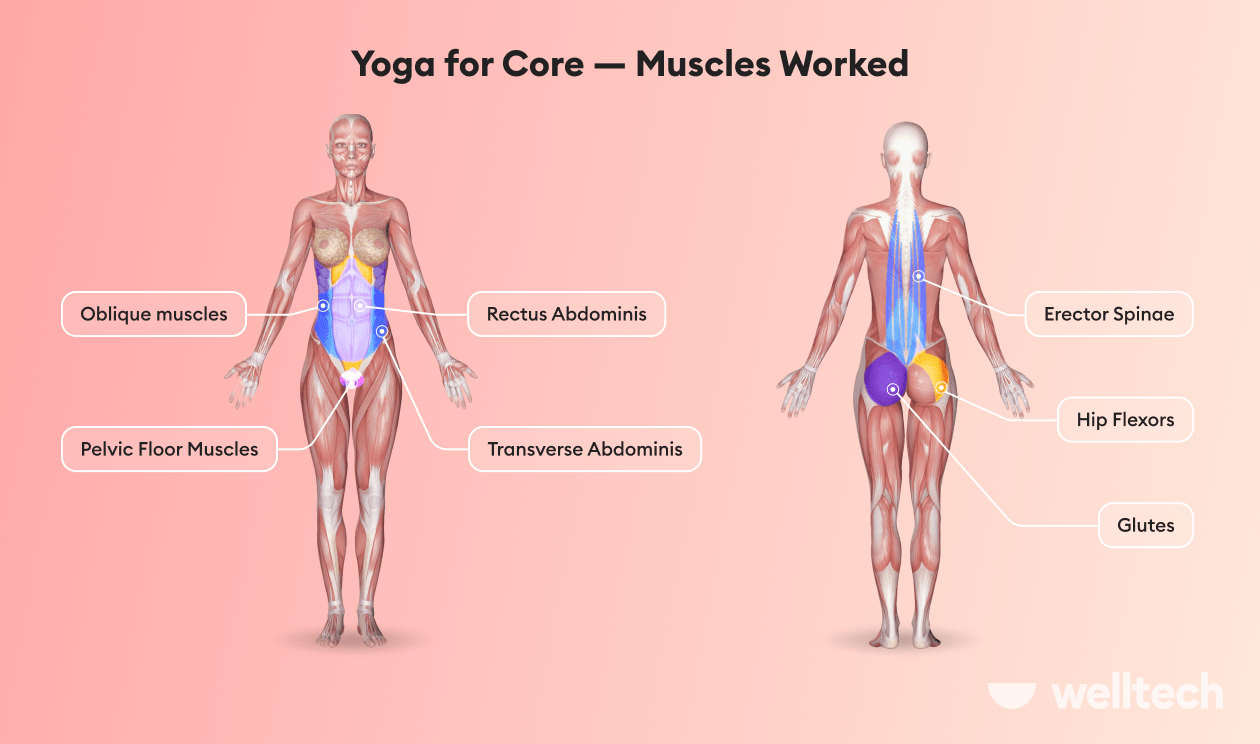 Yoga for Core — Muscles Worked
Oblique muscles
Rectus Abdominis
Pelvic Floor Muscles
Transverse Abdominis
Erector Spinae
Hip Flexors
Glutes
welltech